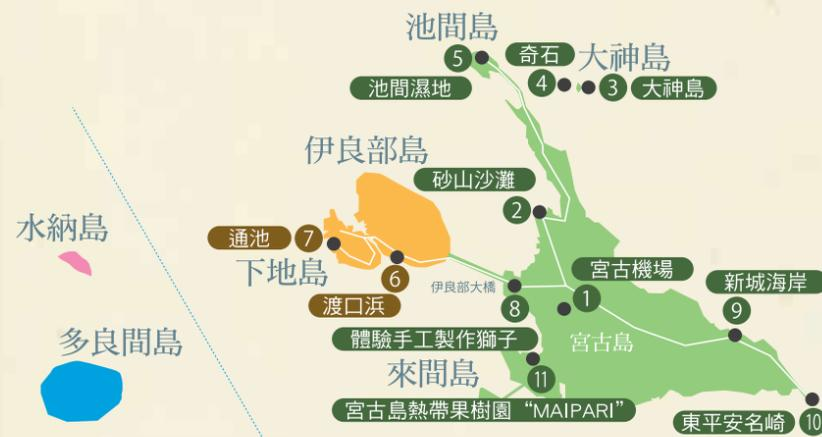 池間島
5
池間濕地
奇石
4
大神島
3 大神島
伊良部島
砂山沙灘
2
水納島
通池 7
下地島
6
渡口浜
伊良部大橋
8
宮古機場
1
新城海岸
9
多良間島
宮古島
體驗手工製作獅子
來間島
11
宮古島熱帶果樹園“MAIPARI”
東平安名崎 10